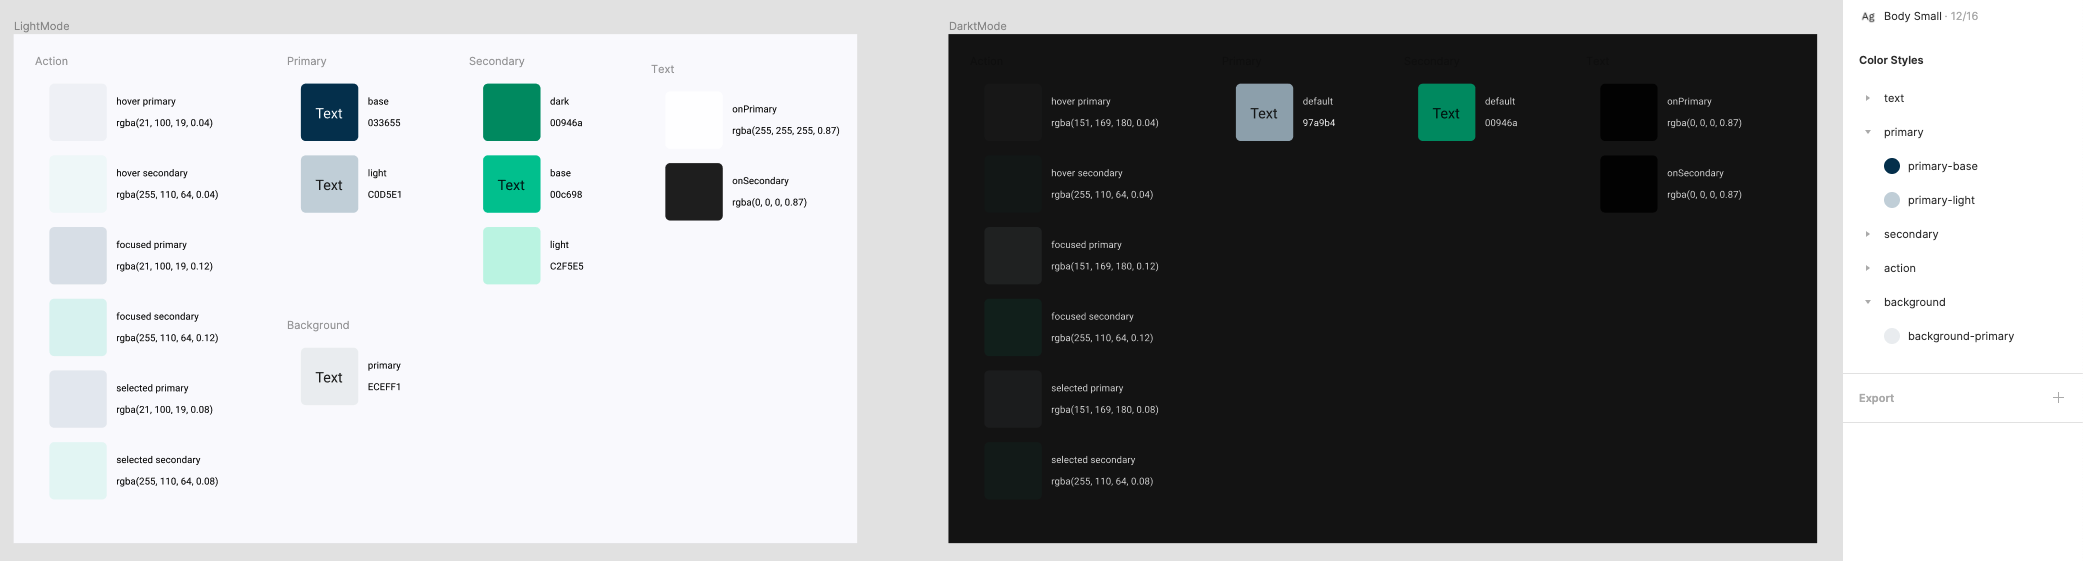 LightMode
Action
hover primary
rgba(21, 100, 19, 0.04)
hover secondary
rgba(255, 110, 64, 0.04)
focused primary
rgba(21, 100, 19, 0.12)
focused secondary
rgba(255, 110, 64, 0.12)
selected primary
rgba(21, 100, 19, 0.08)
selected secondary
rgba(255, 110, 64, 0.08)
Primary
Text
base
033655
Text
light
C0D5E1
Background
Text
primary
ECEFF1
Secondary
dark
00946a
Text
base
00c698
light
C2F5E5
Text
onPrimary
rgba(255, 255, 255, 0.87)
onSecondary
rgba(0, 0, 0, 0.87)
DarktMode
Action
hover primary
rgba(151, 169, 180, 0.04)
hover secondary
rgba(255, 110, 64, 0.04)
focused primary
rgba(151, 169, 180, 0.12)
focused secondary
rgba(255, 110, 64, 0.12)
selected primary
rgba(151, 169, 180, 0.08)
selected secondary
rgba(255, 110, 64, 0.08)
Primary
Text
default
97a9b4
Secondary
Text
default
00946a
Text
onPrimary
rgba(0, 0, 0, 0.87)
onSecondary
rgba(0, 0, 0, 0.87)
Ag Body Small · 12/16
Color Styles
text
primary
primary-base
primary-light
secondary
action
background
background-primary
Export